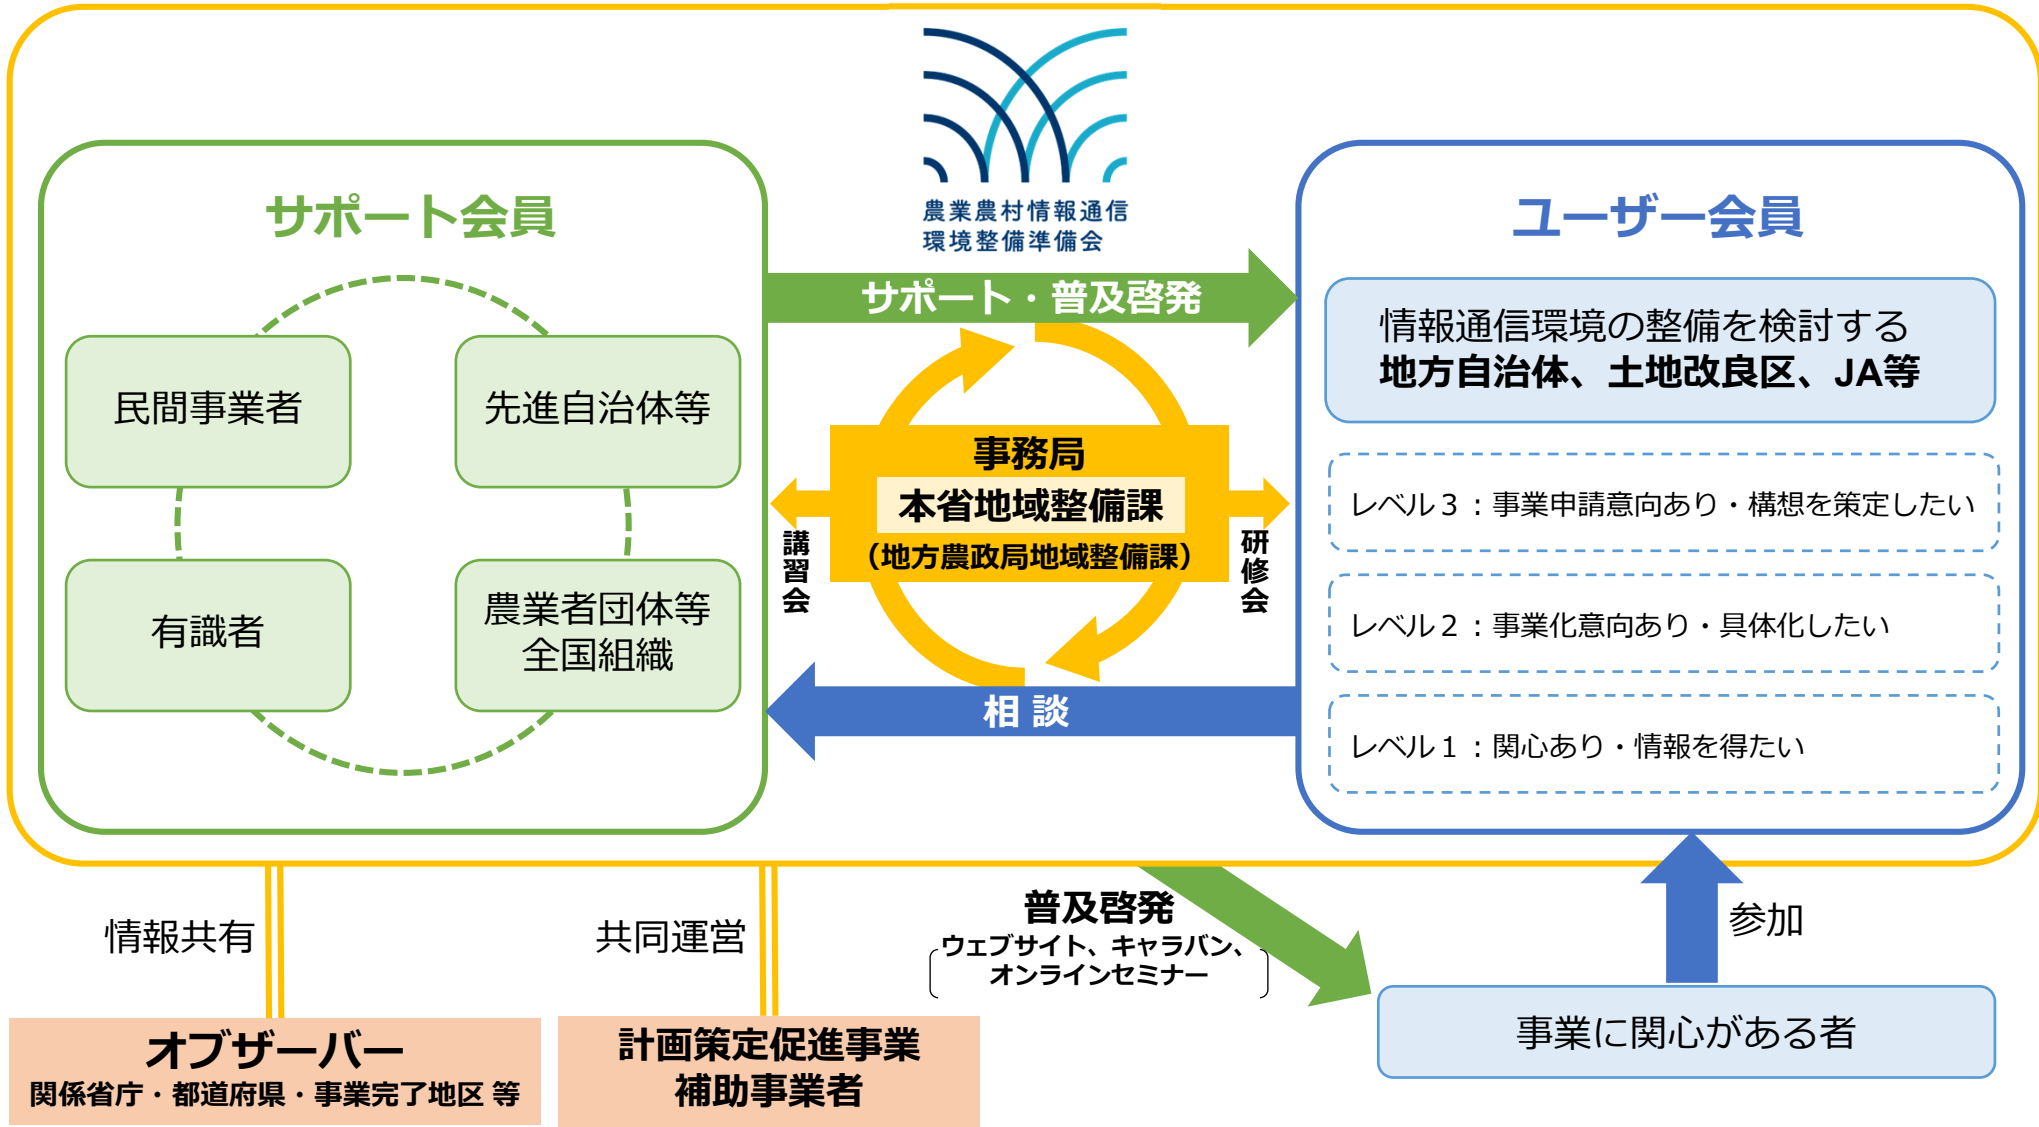 農業農村情報通信
環境整備準備会
サポート会員
民間事業者
先進自治体等
有識者
農業者団体等
全国組織
サポート・普及啓発
事務局
本省地域整備課
（地方農政局地域整備課）
講習会
研修会
相 談
ユーザー会員
情報通信環境の整備を検討する
地方自治体、土地改良区、JA等
レベル３：事業申請意向あり・構想を策定したい
レベル２：事業化意向あり・具体化したい
レベル１：関心あり・情報を得たい
情報共有
共同運営
普及啓発
ウェブサイト、キャラバン、
オンラインセミナー
参加
オブザーバー
関係省庁・都道府県・事業完了地区 等
計画策定促進事業
補助事業者
事業に関心がある者